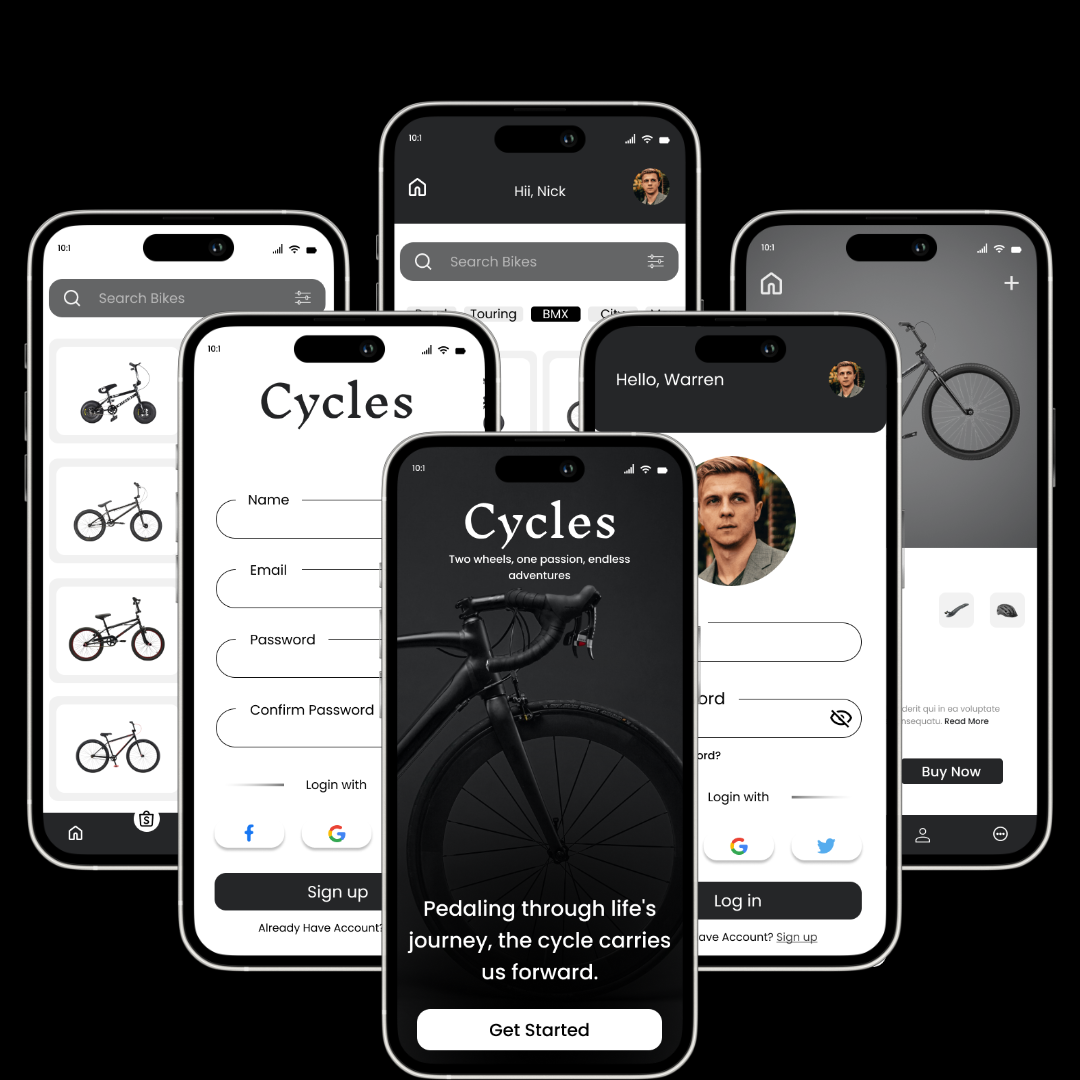 10:1
Hii, Nick
Search Bikes
Touring
BMX
10:1
Search Bikes
10:1
10:1
Cycles
Name
Email
Password
Confirm Password
Login with
Sign up
Already Have Account?
Hello, Warren
ord
ord?
Login with
Log in
ave Account? Sign up
derit qui in ea voluptate
nsequatu. Read More
Buy Now
10:1
Cycles
Two wheels, one passion, endless
adventures
Pedaling through life's
journey, the cycle carries
us forward.
Get Started